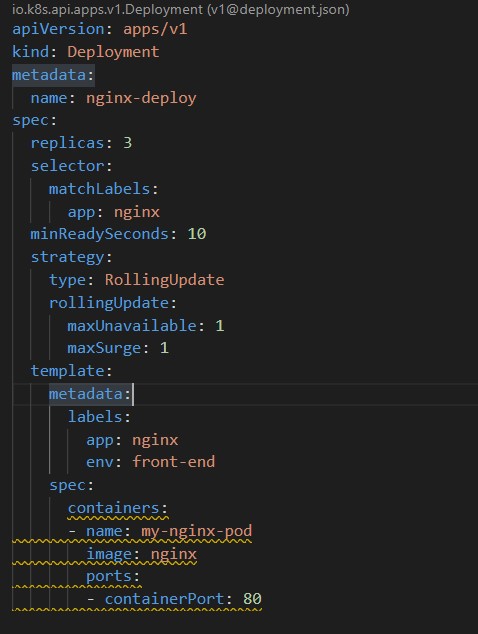 io.k8s.api.apps.v1.Deployment (v1@deployment.json)
apiVersion: apps/v1
kind: Deployment
metadata:
  name: nginx-deploy
spec:
  replicas: 3
  selector:
    matchLabels:
      app: nginx
  minReadySeconds: 10
  strategy:
    type: RollingUpdate
    rollingUpdate:
      maxUnavailable: 1
      maxSurge: 1
  template:
    metadata:
      labels:
        app: nginx
        env: front-end
    spec:
      containers:
      - name: my-nginx-pod
        image: nginx
        ports:
        - containerPort: 80